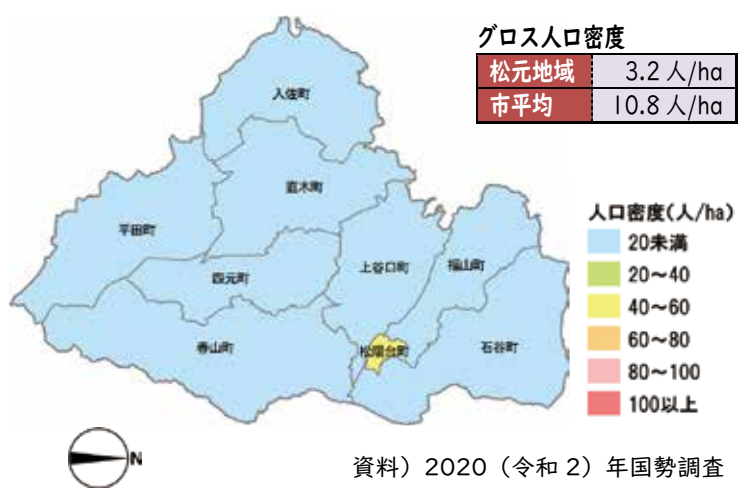 グロス人口密度
松元地域 3.2人/ha
市平均 10.8人/ha
入佐町
直木町
平田町
上谷口町
福山町
四元町
春山町
松陽台町
石谷町
人口密度(人/ha)
20未満
20～40
40～60
60～80
80～100
100以上
N
資料）2020（令和2）年国勢調査